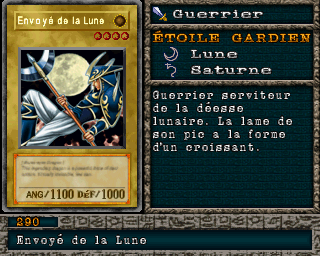 Envoyé de la Lune
ANG/1100 DÉF/1000
Guerrier
ÉTOILE GARDIEN
Lune
Saturne
Guerrier serviteur
de la déesse
lunaire. La lame de
son pic a la forme
d'un croissant.
290
Envoyé de la Lune